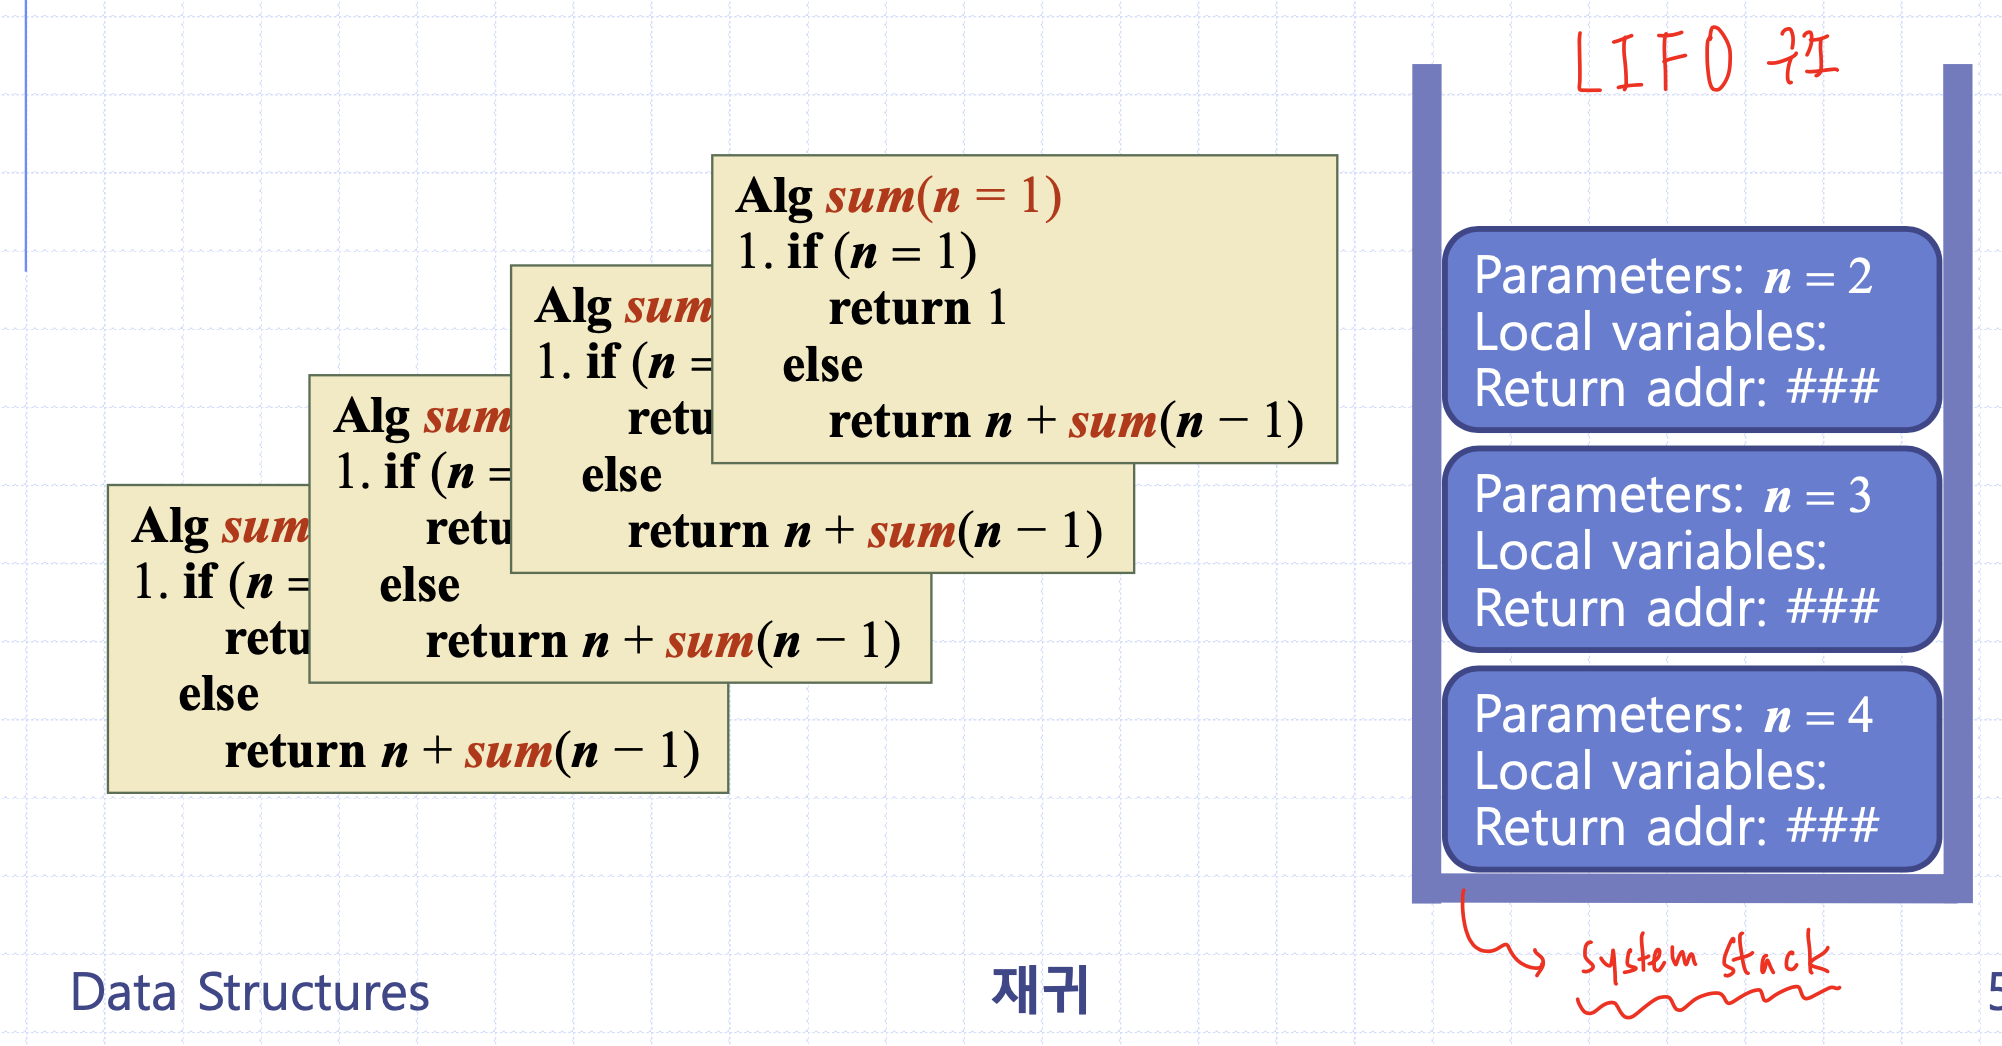 LIFO 구조
Alg sum(n = 1)
1. if (n = 1)
return 1
else
return n + sum(n − 1)
Alg sum
1. if (n =
retu
else
return n + sum(n − 1)
Alg sum
1. if (n =
retu
else
return n + sum(n − 1)
Alg sum
1. if (n =
retu
else
return n + sum(n − 1)
Parameters: n = 2
Local variables:
Return addr: ###
Parameters: n = 3
Local variables:
Return addr: ###
Parameters: n = 4
Local variables:
Return addr: ###
system stack
Data Structures
재귀
5